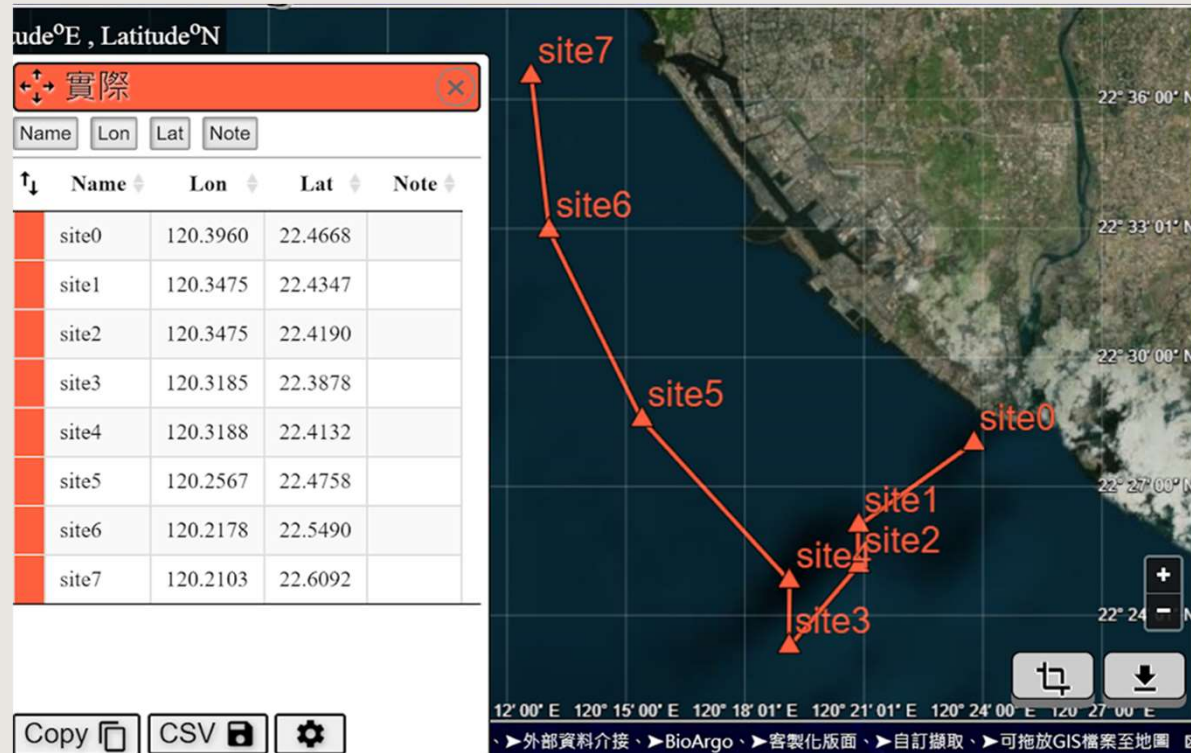 tude⁰E , Latitude⁰N
實際
Name Lon Lat Note
Name Lon Lat Note
site0 120.3960 22.4668
site1 120.3475 22.4347
site2 120.3475 22.4190
site3 120.3185 22.3878
site4 120.3188 22.4132
site5 120.2567 22.4758
site6 120.2178 22.5490
site7 120.2103 22.6092
Copy CSV
site7
22° 36' 00" N
site6
22° 33' 01" N
22° 30' 00" N
site5
site0
22° 27' 00" N
site1
site2
site4
site3
22° 24'
12' 00" E 120° 15' 00" E 120° 18' 01" E 120° 21' 01" E 120° 24' 00" E 120° 27' 00" E
、➤外部資料介接、➤BioArgo、➤客製化版面、➤自訂擷取、➤可拖放GIS檔案至地圖